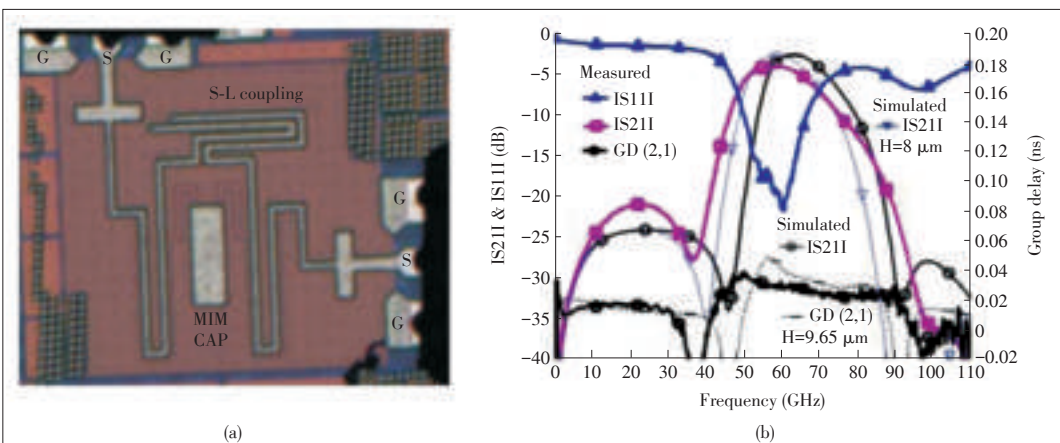 G
S
G
S-L coupling
G
S
G
MIM
CAP
(a)
0
−5
−10
−15
−20
−25
−30
−35
−40
IS21I & IS11I (dB)
Measured
IS11I
IS21I
GD (2,1)
Simulated
IS21I
H=8 μm
Simulated
IS21I
GD (2,1)
H=9.65 μm
0.20
0.18
0.16
0.14
0.12
0.10
0.08
0.06
0.04
0.02
0
−0.02
Group delay (ns)
0 10 20 30 40 50 60 70 80 90 100 110
Frequency (GHz)
(b)